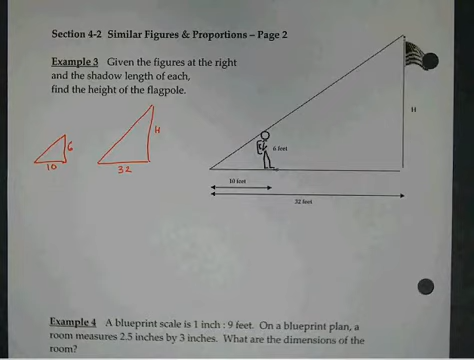 Section 4-2 Similar Figures & Proportions – Page 2
Example 3 Given the figures at the right
and the shadow length of each,
find the height of the flagpole.
6
10
H
32
6 feet
H
10 feet
32 feet
Example 4 A blueprint scale is 1 inch : 9 feet. On a blueprint plan, a
room measures 2.5 inches by 3 inches. What are the dimensions of the
room?